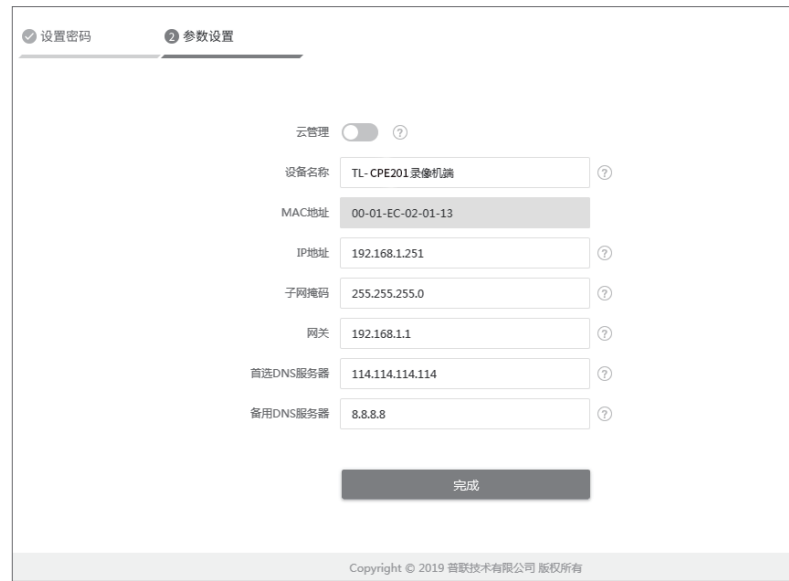 设置密码 2 参数设置
云管理 ?
设备名称 TL- CPE201录像机端 ?
MAC地址 00-01-EC-02-01-13
IP地址 192.168.1.251 ?
子网掩码 255.255.255.0 ?
网关 192.168.1.1 ?
首选DNS服务器 114.114.114.114 ?
备用DNS服务器 8.8.8.8 ?
完成
Copyright © 2019 普联技术有限公司 版权所有